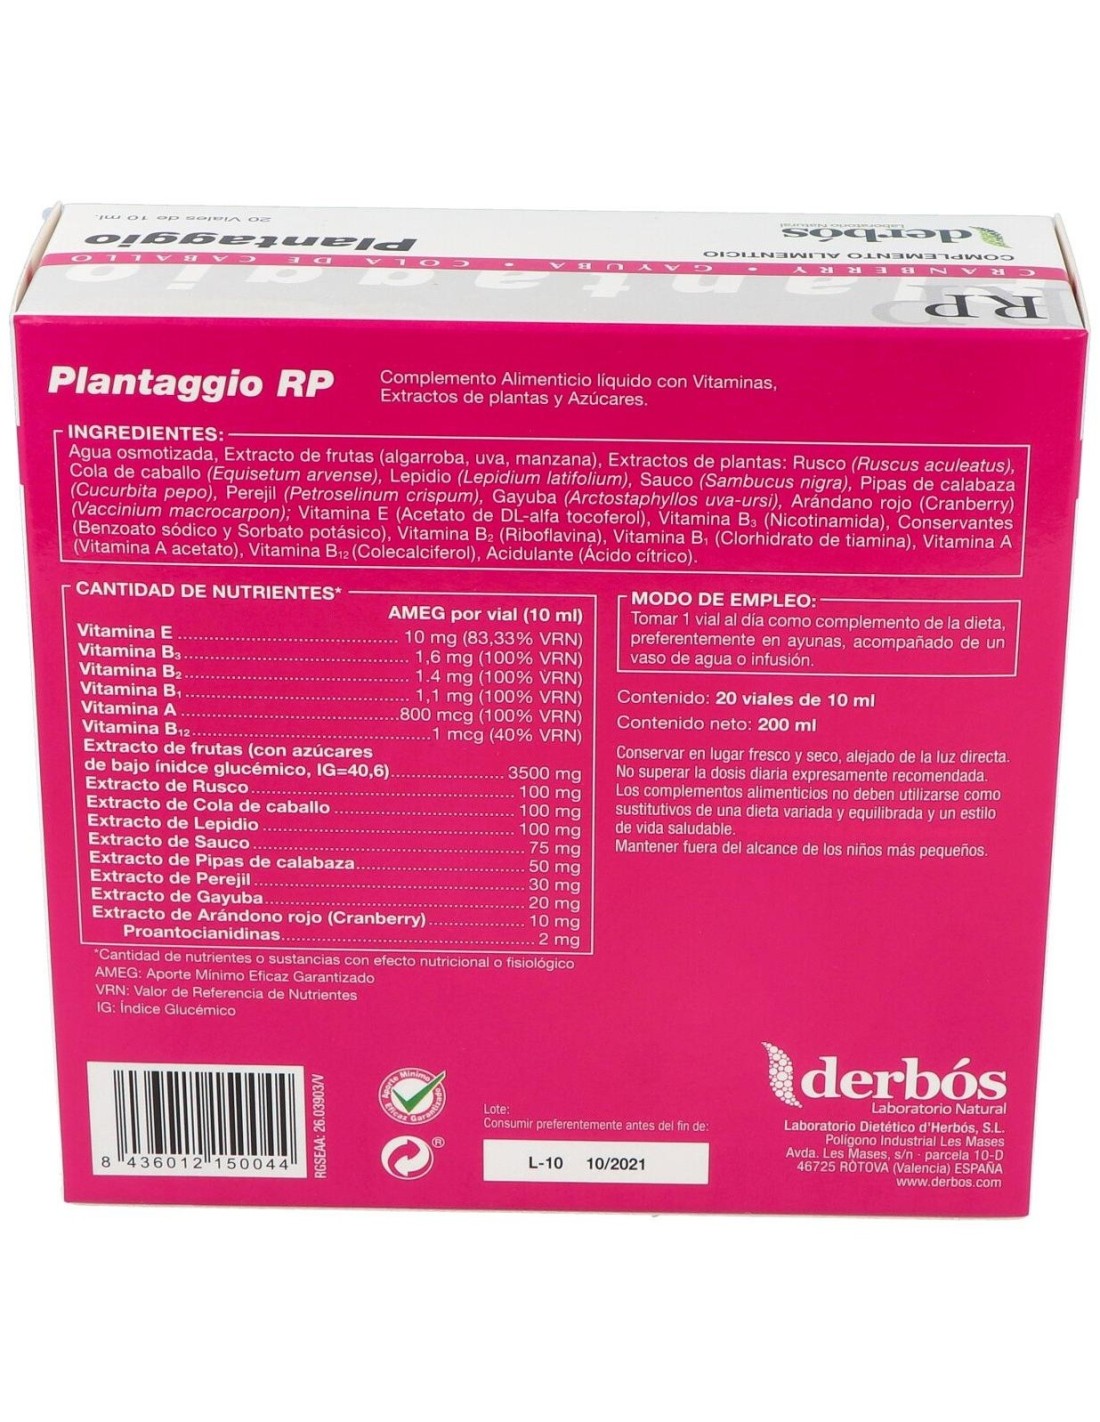 20 Viales de 10 ml.
Plantaggio
derbós
Laboratorio Natural
COMPLEMENTO ALIMENTICIO
CRANBERRY • GAYUBA • COLA DE CABALLO
RP
Plantaggio RP
Complemento Alimenticio líquido con Vitaminas,
Extractos de plantas y Azúcares.
INGREDIENTES:
Agua osmotizada, Extracto de frutas (algarroba, uva, manzana), Extractos de plantas: Rusco (Ruscus aculeatus),
Cola de caballo (Equisetum arvense), Lepidio (Lepidium latifolium), Sauco (Sambucus nigra), Pipas de calabaza
(Cucurbita pepo), Perejil (Petroselinum crispum), Gayuba (Arctostaphyllos uva-ursi), Arándano rojo (Cranberry)
(Vaccinium macrocarpon); Vitamina E (Acetato de DL-alfa tocoferol), Vitamina B3 (Nicotinamida), Conservantes
(Benzoato sódico y Sorbato potásico), Vitamina B2 (Riboflavina), Vitamina B1 (Clorhidrato de tiamina), Vitamina A
(Vitamina A acetato), Vitamina B12 (Colecalciferol), Acidulante (Ácido cítrico).
CANTIDAD DE NUTRIENTES*
AMEG por vial (10 ml)
Vitamina E 10 mg (83,33% VRN)
Vitamina B3 1,6 mg (100% VRN)
Vitamina B2 1.4 mg (100% VRN)
Vitamina B1 1,1 mg (100% VRN)
Vitamina A 800 mcg (100% VRN)
Vitamina B12 1 mcg (40% VRN)
Extracto de frutas (con azúcares
de bajo ínidce glucémico, IG=40,6) 3500 mg
Extracto de Rusco 100 mg
Extracto de Cola de caballo 100 mg
Extracto de Lepidio 100 mg
Extracto de Sauco 75 mg
Extracto de Pipas de calabaza 50 mg
Extracto de Perejil 30 mg
Extracto de Gayuba 20 mg
Extracto de Arándono rojo (Cranberry) 10 mg
Proantocianidinas 2 mg
*Cantidad de nutrientes o sustancias con efecto nutricional o fisiológico
AMEG: Aporte Mínimo Eficaz Garantizado
VRN: Valor de Referencia de Nutrientes
IG: Índice Glucémico
MODO DE EMPLEO:
Tomar 1 vial al día como complemento de la dieta,
preferentemente en ayunas, acompañado de un
vaso de agua o infusión.
Contenido: 20 viales de 10 ml
Contenido neto: 200 ml
Conservar en lugar fresco y seco, alejado de la luz directa.
No superar la dosis diaria expresamente recomendada.
Los complementos alimenticios no deben utilizarse como
sustitutivos de una dieta variada y equilibrada y un estilo
de vida saludable.
Mantener fuera del alcance de los niños más pequeños.
8 436012 150044
RGSEAA: 26.03903/V
Aporte Mínimo
Eficaz Garantizado
®
Lote:
Consumir preferentemente antes del fin de:
L-10 10/2021
derbós
Laboratorio Natural
Laboratorio Dietético d'Herbós, S.L.
Polígono Industrial Les Mases
Avda. Les Mases, s/n · parcela 10-D
46725 RÓTOVA (Valencia) ESPAÑA
www.derbos.com